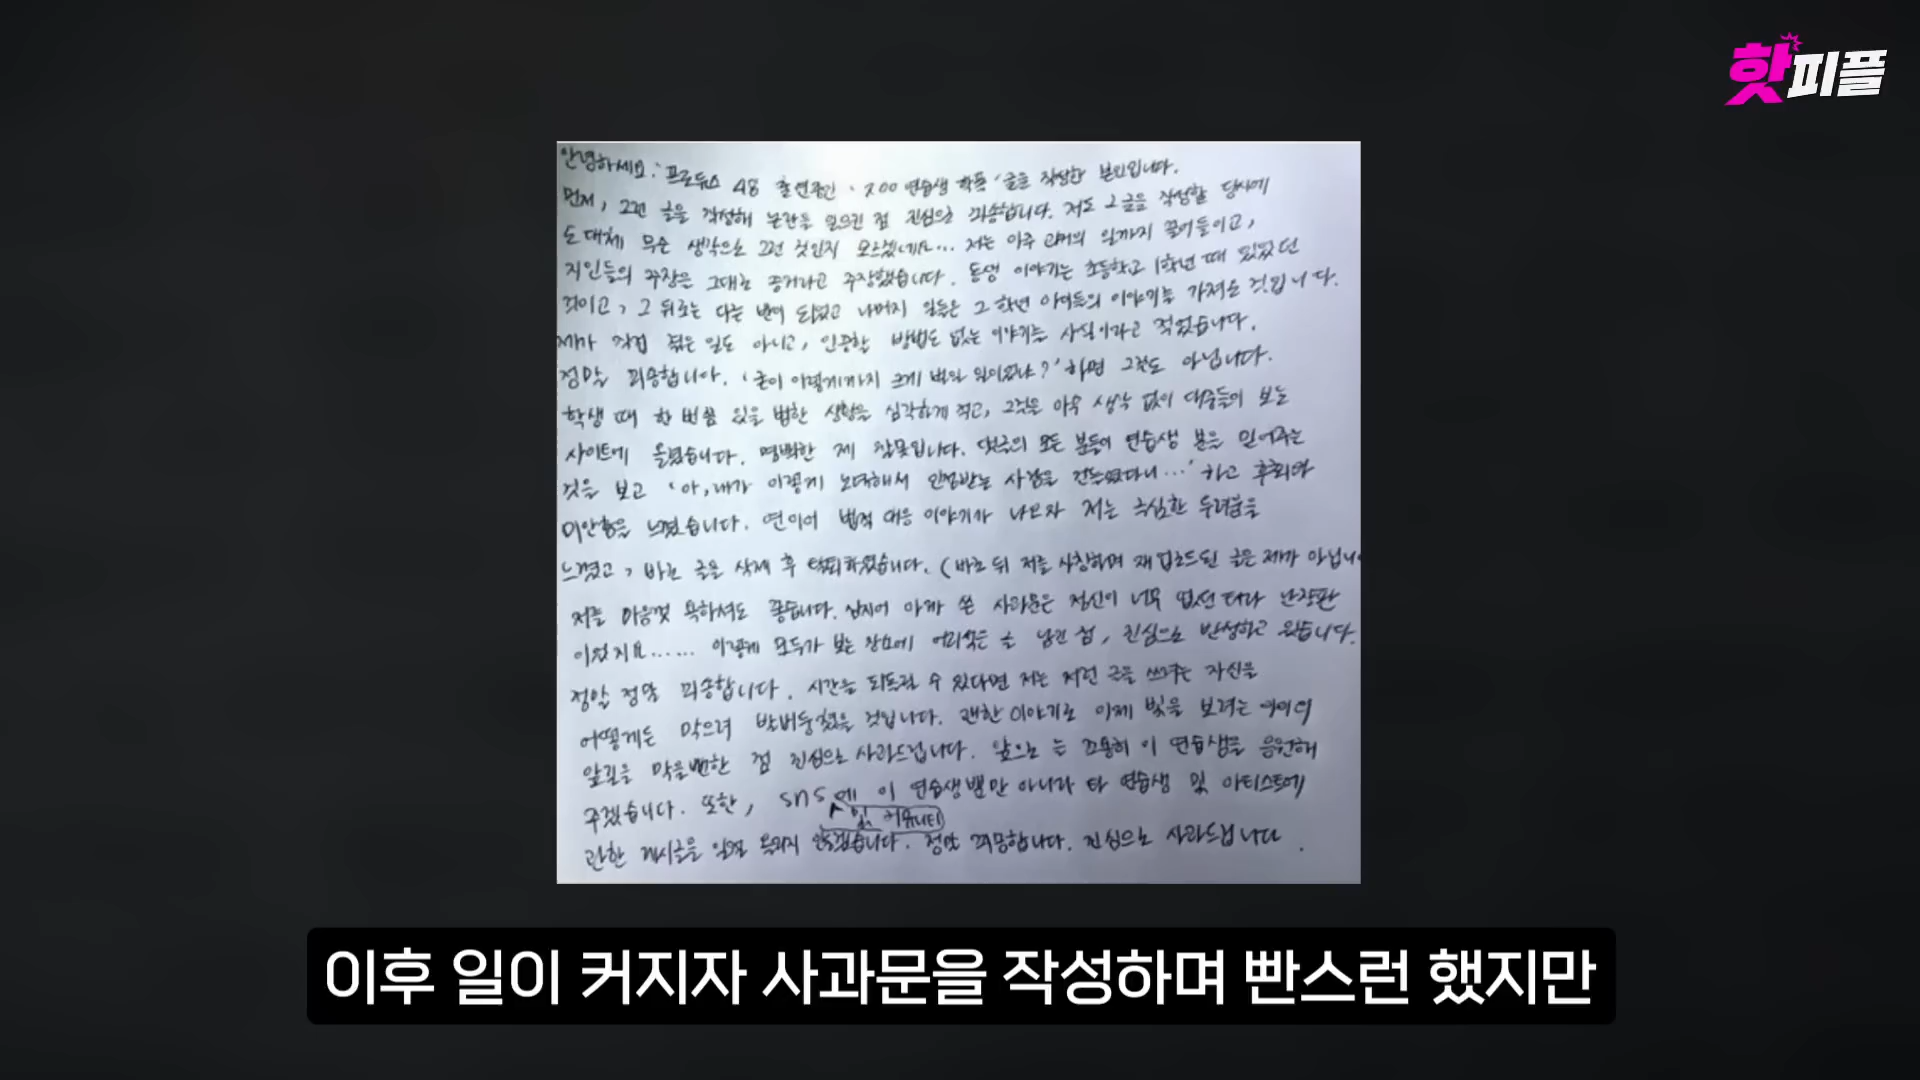 핫피플
안녕하세요. 프로듀스 48 출연중인 'ㅈOO 연습생 학폭' 글을 작성한 본인입니다.
먼저, 그런 글을 작성해 논란을 일으킨 점 진심으로 죄송합니다. 저도 그 글을 작성할 당시에
도대체 무슨 생각으로 그런 것인지 모르겠네요... 저는 아주 과거의 일까지 끌어들이고,
지인들의 주장은 그대로 증거라고 주장했습니다. 동생 이야기는 초등학교 1학년 때 있었던
것이고, 그 뒤로는 다른 반이 되었고 나머지 일들은 그 학년 아이들의 이야기를 가져온 것입니다.
제가 직접 겪은 일도 아니고, 인증할 방법도 없는 이야기를 사실이라고 적었습니다.
정말 죄송합니다. '굳이 이렇게까지 크게 벌일 일이었나?' 하면 그것도 아닙니다.
학생 때 한 번쯤 있을 법한 상황을 심각하게 적고, 그것을 아무 생각 없이 대중들이 보는
사이트에 올렸습니다. 명백한 제 잘못입니다. 댓글의 모든 분들이 연습생 분을 믿어주는
것을 보고 '아, 내가 이렇게 노력해서 인정받는 사람을 건드렸다니...' 하고 후회와
미안함을 느꼈습니다. 연이어 법적 대응 이야기가 나오자 저는 극심한 두려움을
느꼈고, 바로 글을 삭제 후 탈퇴하였습니다. (바로 뒤 저를 사칭하며 재업로드된 글은 제가 아닙니
저를 마음껏 욕하셔도 좋습니다. 심지어 아까 쓴 사과문은 정신이 너무 없던 터라 난장판
이었지요...... 이렇게 모두가 보는 장소에 어리석은 글 남긴 점, 진심으로 반성하고 있습니다.
정말 정말 죄송합니다. 시간을 되돌릴 수 있다면 저는 저런 글을 쓰려는 자신을
어떻게든 막으려 발버둥쳤을 것입니다. 괜한 이야기로 이제 빛을 보려는 아이의
앞길을 막을뻔한 점 진심으로 사과드립니다. 앞으로는 조용히 이 연습생을 응원해
주겠습니다. 또한, sns에 이 연습생뿐만 아니라 타 연습생 및 아티스트에
및 커뮤니티
관한 게시글을 일절 올리지 않겠습니다. 정말 죄송합니다. 진심으로 사과드립니다.
이후 일이 커지자 사과문을 작성하며 빤스런 했지만